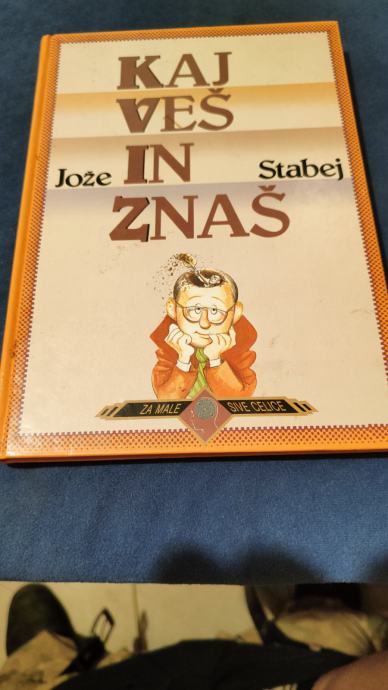 KAJ
VEŠ
Jože IN Stabej
ZNAŠ
ZA MALE SIVE CELICE